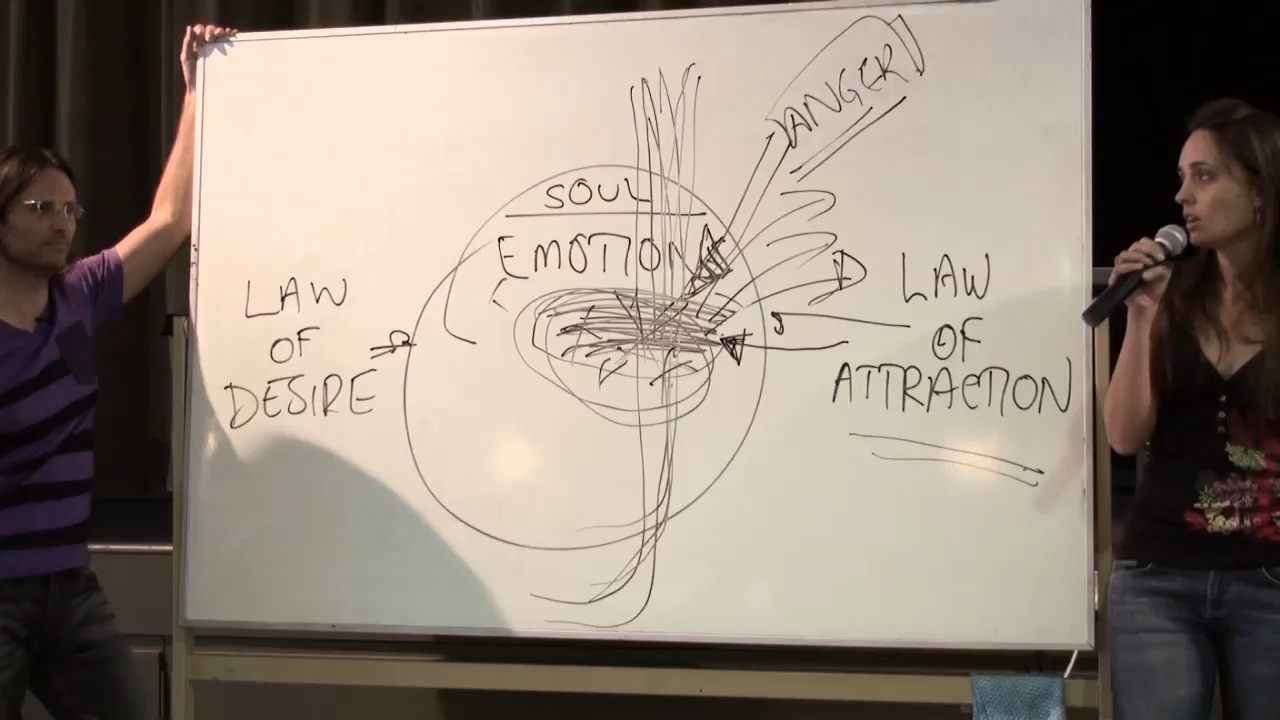 ANGER
SOUL
EMOTION
LAW
OF
DESIRE
LAW
OF
ATTRACTION